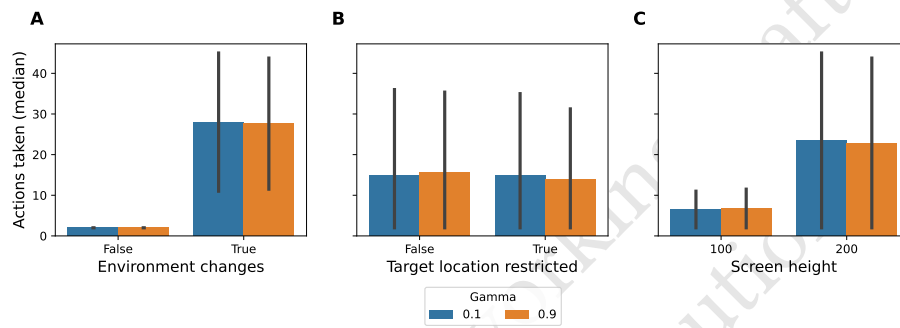 A B C
Actions taken (median)
40
30
20
10
0
False True
Environment changes
False True
Target location restricted
100 200
Screen height
Gamma
0.1 0.9